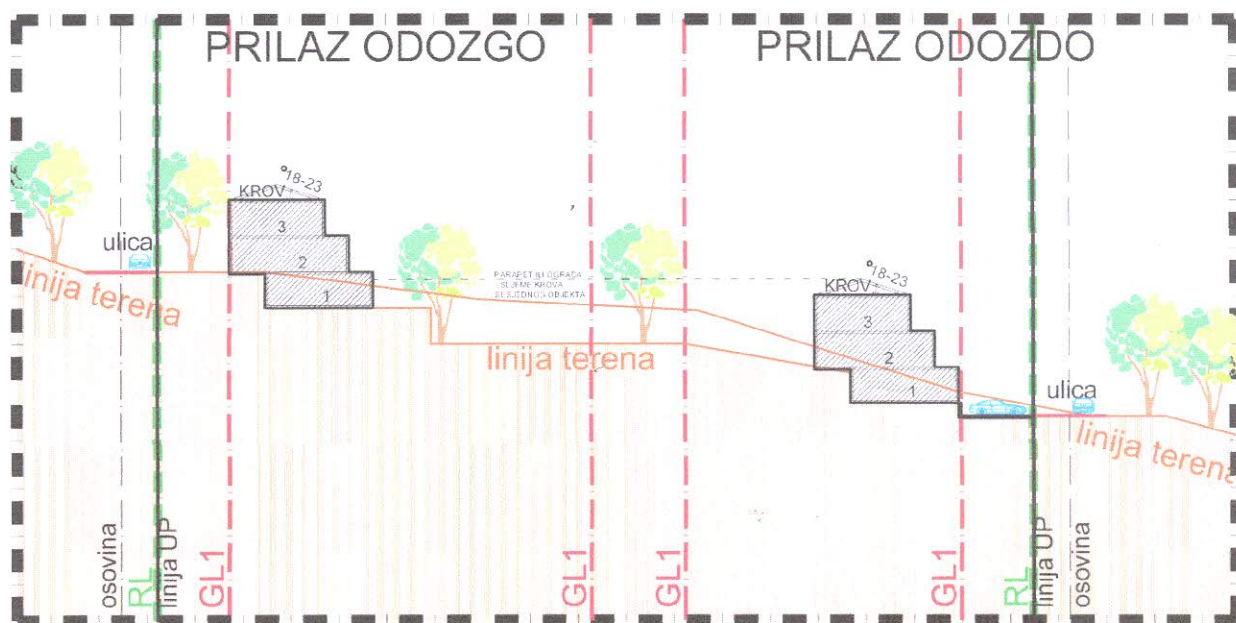 PRILAZ ODOZGO
PRILAZ ODOZDO
°18-23
KROV
3
2
1
ulica
linija terena
PARAPET ILI OGRADA
SLJEME KROVA
SUSJEDNOG OBJEKTA
linija terena
°18-23
KROV
3
2
1
ulica
linija terena
osovina
RL
linija UP
GL1
GL1
GL1
GL1
RL
linija UP
osovina